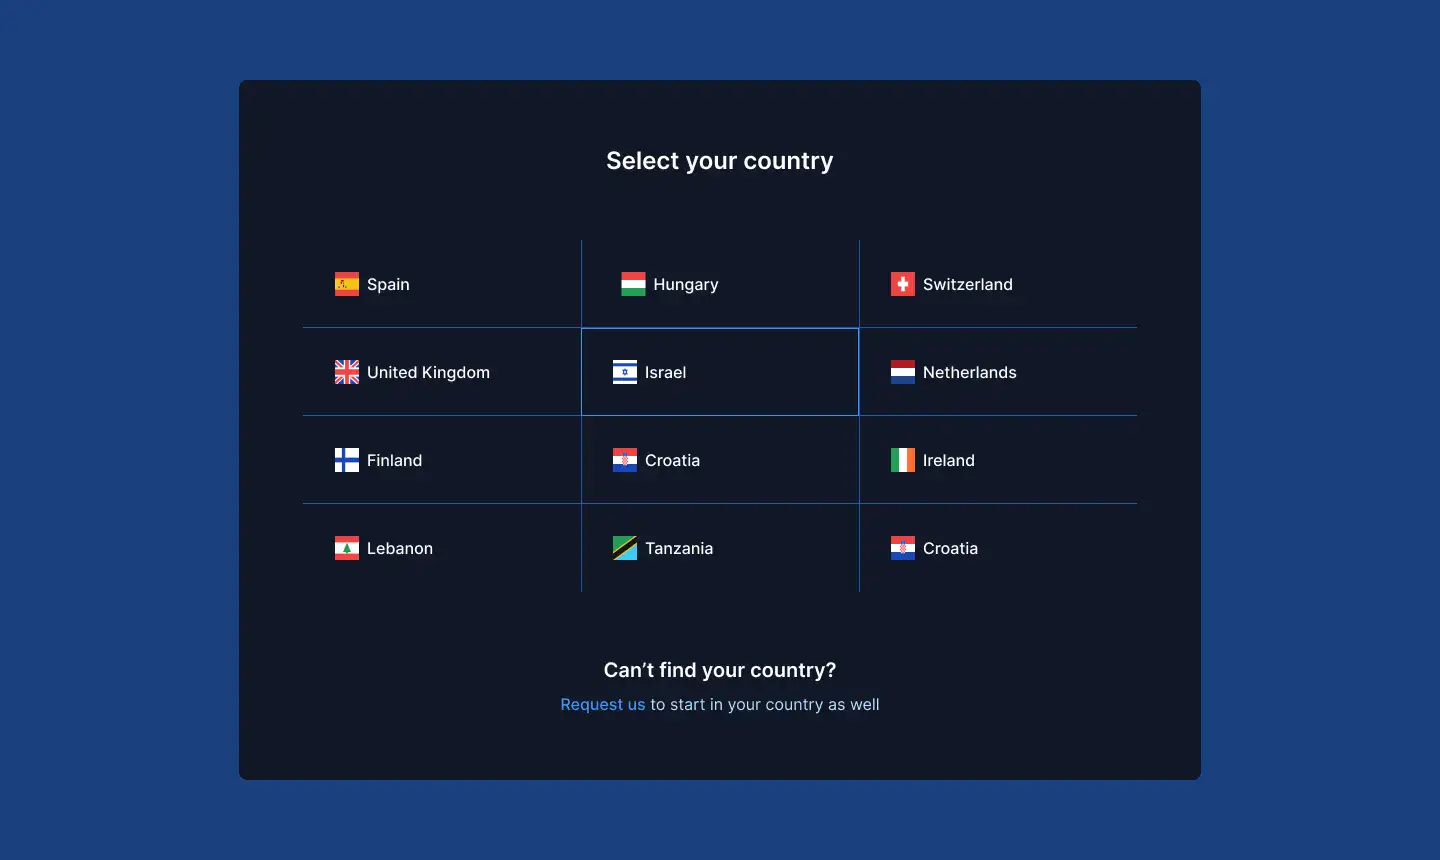 Select your country
Spain
Hungary
Switzerland
United Kingdom
Israel
Netherlands
Finland
Croatia
Ireland
Lebanon
Tanzania
Croatia
Can’t find your country?
Request us to start in your country as well